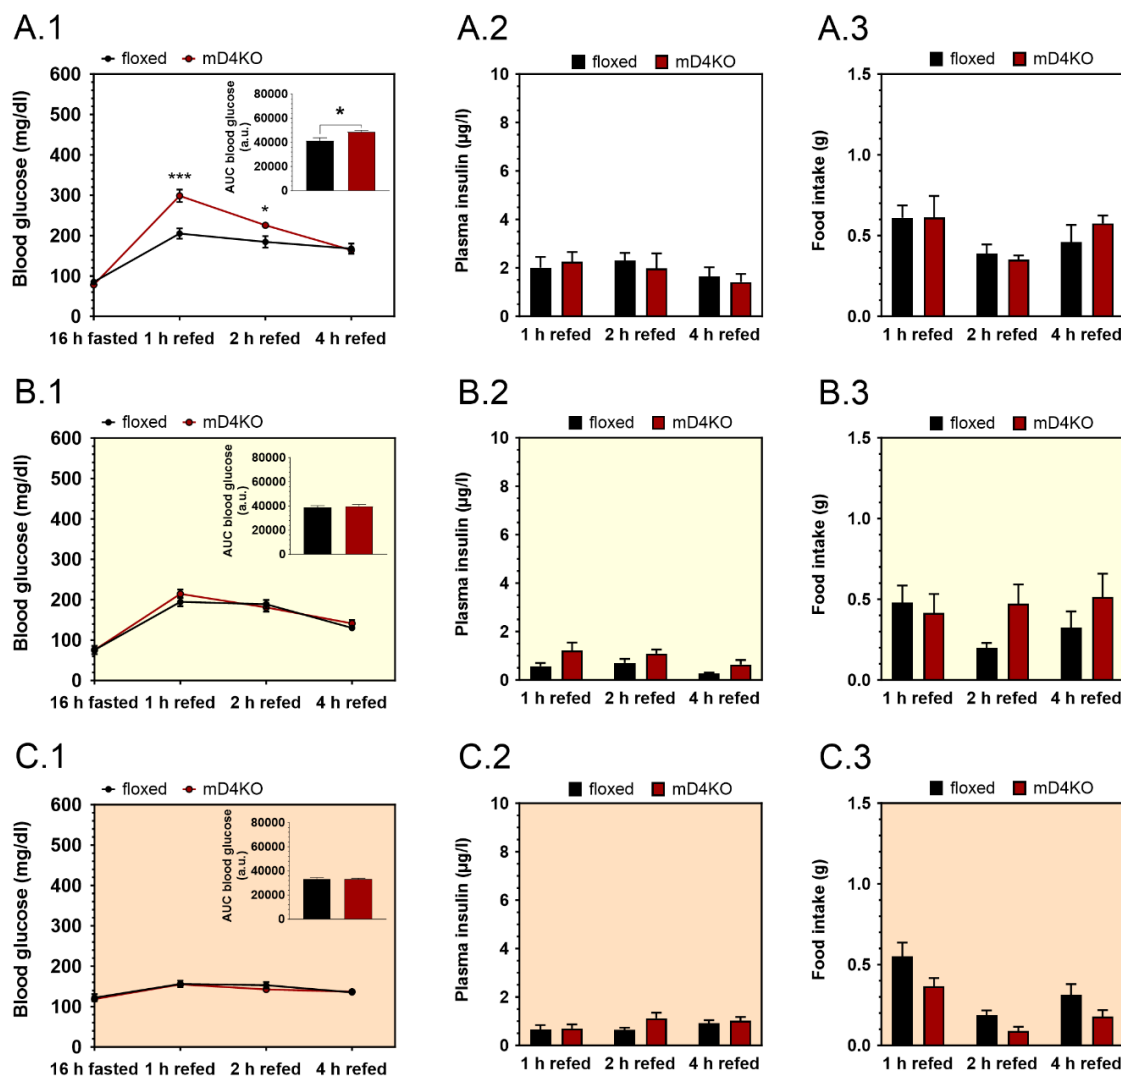 A.1
floxed mD4KO
Blood glucose (mg/dl)
600
500
400
300
200
100
0
16 h fasted 1 h refed 2 h refed 4 h refed
***
*
AUC blood glucose
(a.u.)
80000
60000
40000
20000
0
*
A.2
floxed mD4KO
Plasma insulin (µg/l)
10
8
6
4
2
0
1 h refed 2 h refed 4 h refed
A.3
floxed mD4KO
Food intake (g)
1.5
1.0
0.5
0.0
1 h refed 2 h refed 4 h refed
B.1
floxed mD4KO
Blood glucose (mg/dl)
600
500
400
300
200
100
0
16 h fasted 1 h refed 2 h refed 4 h refed
AUC blood glucose
(a.u.)
80000
60000
40000
20000
0
B.2
floxed mD4KO
Plasma insulin (µg/l)
10
8
6
4
2
0
1 h refed 2 h refed 4 h refed
B.3
floxed mD4KO
Food intake (g)
1.5
1.0
0.5
0.0
1 h refed 2 h refed 4 h refed
C.1
floxed mD4KO
Blood glucose (mg/dl)
600
500
400
300
200
100
0
16 h fasted 1 h refed 2 h refed 4 h refed
AUC blood glucose
(a.u.)
80000
60000
40000
20000
0
C.2
floxed mD4KO
Plasma insulin (µg/l)
10
8
6
4
2
0
1 h refed 2 h refed 4 h refed
C.3
floxed mD4KO
Food intake (g)
1.5
1.0
0.5
0.0
1 h refed 2 h refed 4 h refed